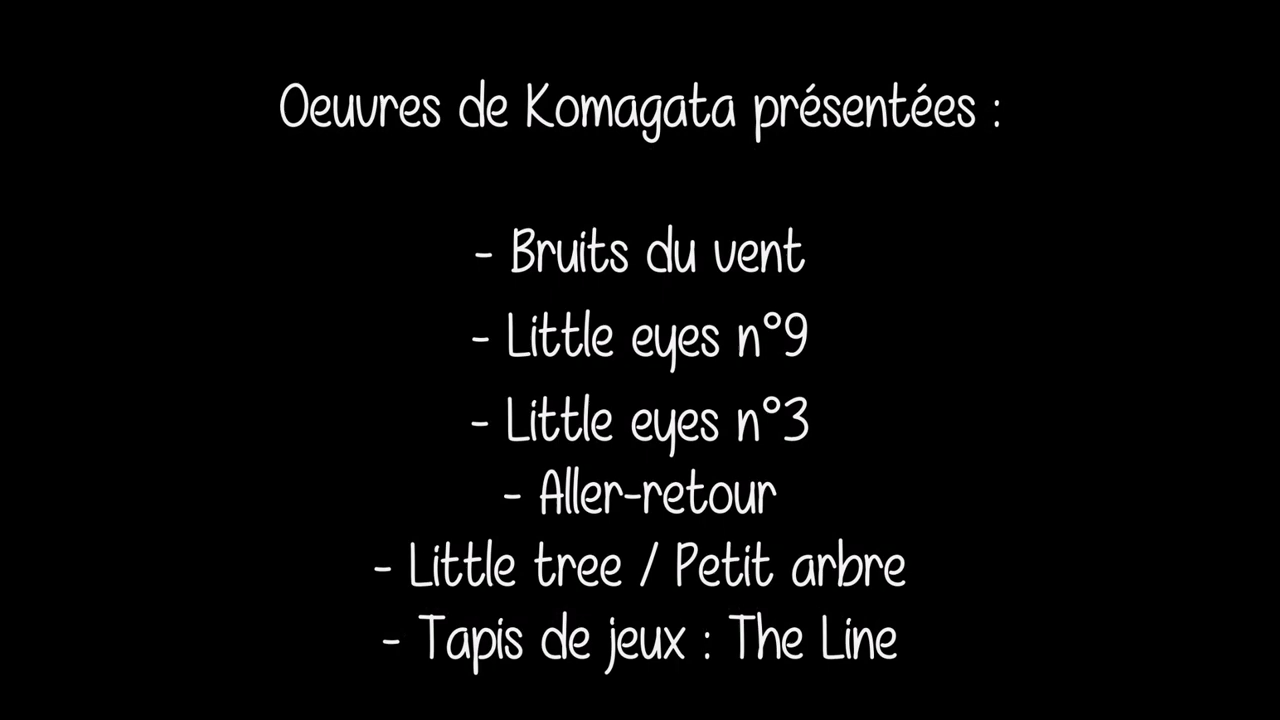 Oeuvres de Komagata présentées :
- Bruits du vent
- Little eyes n°9
- Little eyes n°3
- Aller-retour
- Little tree / Petit arbre
- Tapis de jeux : The Line